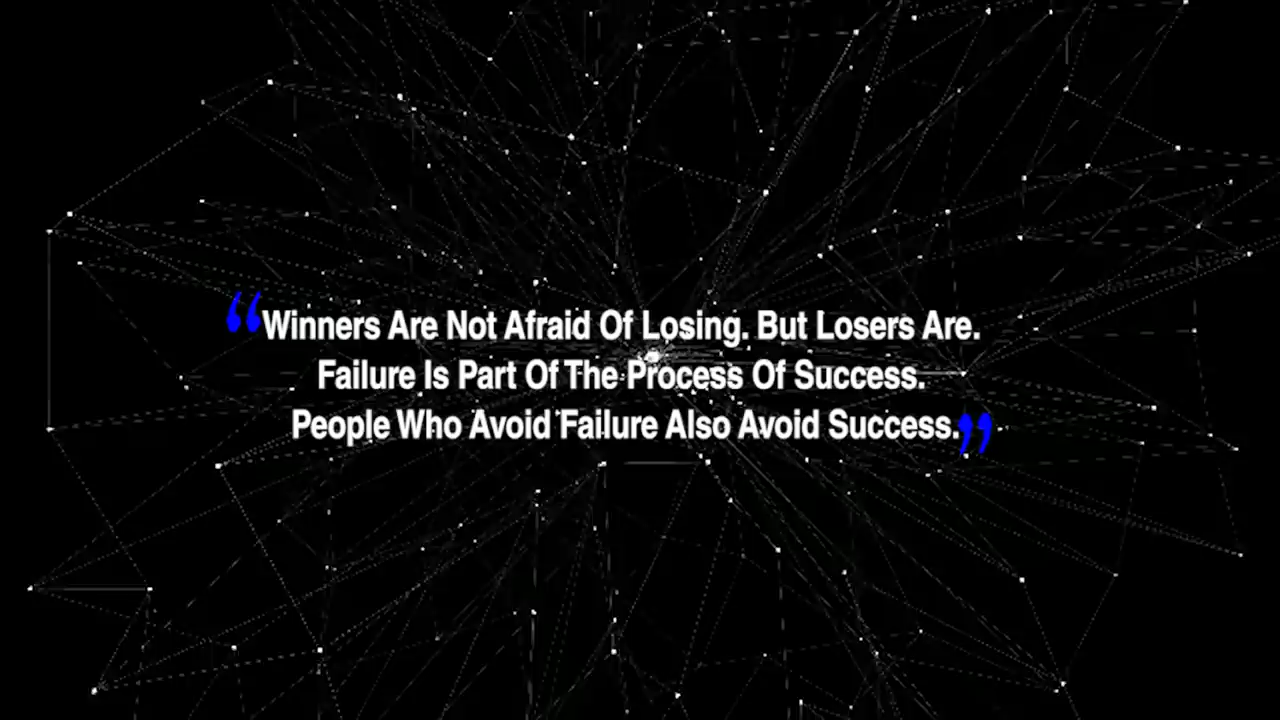 “Winners Are Not Afraid Of Losing. But Losers Are.
Failure Is Part Of The Process Of Success.
People Who Avoid Failure Also Avoid Success.”